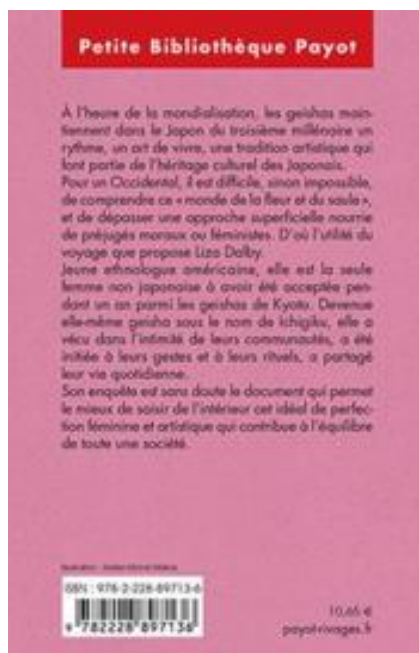 Petite Bibliothèque Payot
À l'heure de la mondialisation, les geishas main-
tiennent dans le Japon du troisième millénaire un
rythme, un art de vivre, une tradition artistique qui
font partie de l'héritage culturel des Japonais.
Pour un Occidental, il est difficile, sinon impossible,
de comprendre ce « monde de la fleur et du saule »,
et de dépasser une approche superficielle nourrie
de préjugés moraux ou féministes. D'où l'utilité du
voyage que propose Liza Dalby.
Jeune ethnologue américaine, elle est la seule
femme non japonaise à avoir été acceptée pen-
dant un an parmi les geishas de Kyoto. Devenue
elle-même geisha sous le nom de Ichigiku, elle a
vécu dans l'intimité de leurs communautés, a été
initiée à leurs gestes et à leurs rituels, a partagé
leur vie quotidienne.
Son enquête est sans doute le document qui permet
le mieux de saisir de l'intérieur cet idéal de perfec-
tion féminine et artistique qui contribue à l'équilibre
de toute une société.
ISBN : 978-2-228-89713-6
9 782228 897136
10,65 €
payot-rivages.fr